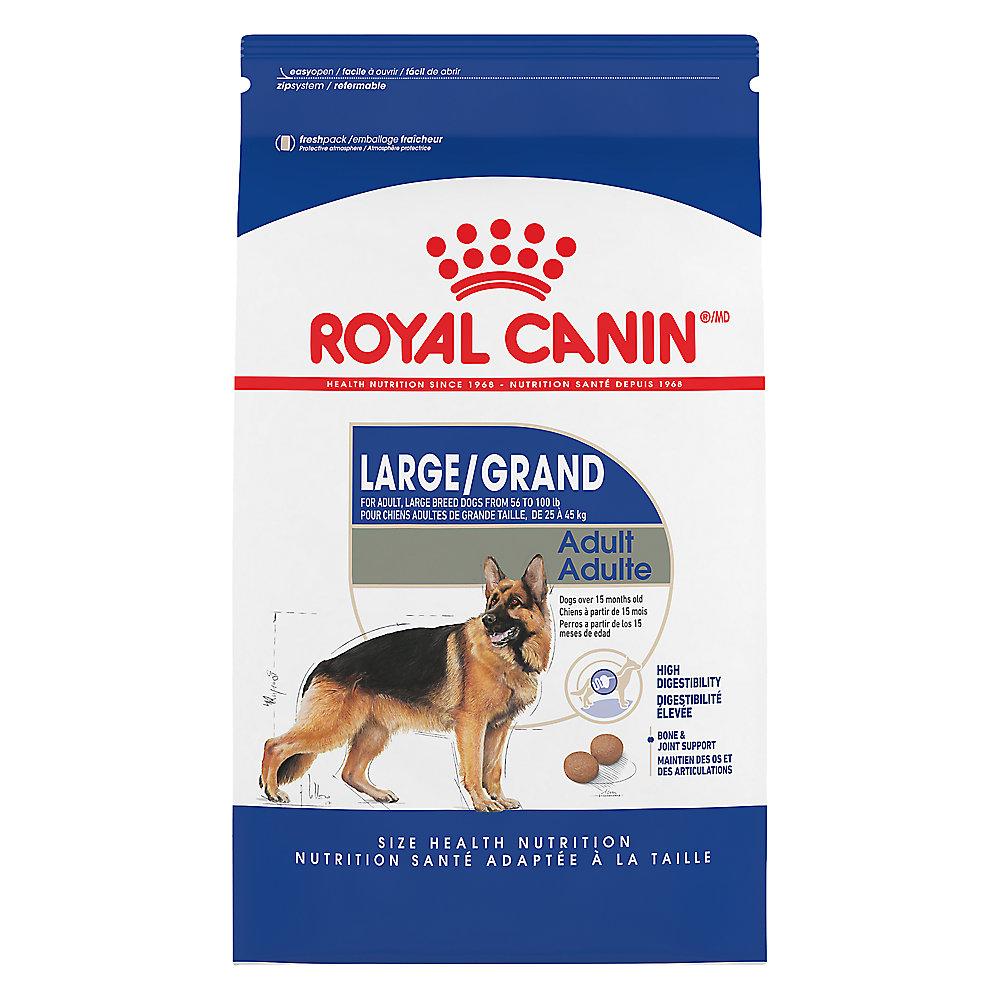 easyopen / facile à ouvrir / fácil de abrir
zipsystem / refermable
freshpack / emballage fraîcheur
Protective atmosphere / Atmosphère protectrice
ROYAL CANIN ®/MD
HEALTH NUTRITION SINCE 1968 - NUTRITION SANTÉ DEPUIS 1968
LARGE/GRAND
FOR ADULT, LARGE BREED DOGS FROM 56 TO 100 lb
POUR CHIENS ADULTES DE GRANDE TAILLE, DE 25 À 45 kg
Adult
Adulte
Dogs over 15 months old
Chiens à partir de 15 mois
Perros a partir de los 15
meses de edad
HIGH
DIGESTIBILITY
DIGESTIBILITÉ
ÉLEVÉE
BONE &
JOINT SUPPORT
MAINTIEN DES OS ET
DES ARTICULATIONS
SIZE HEALTH NUTRITION
NUTRITION SANTÉ ADAPTÉE À LA TAILLE